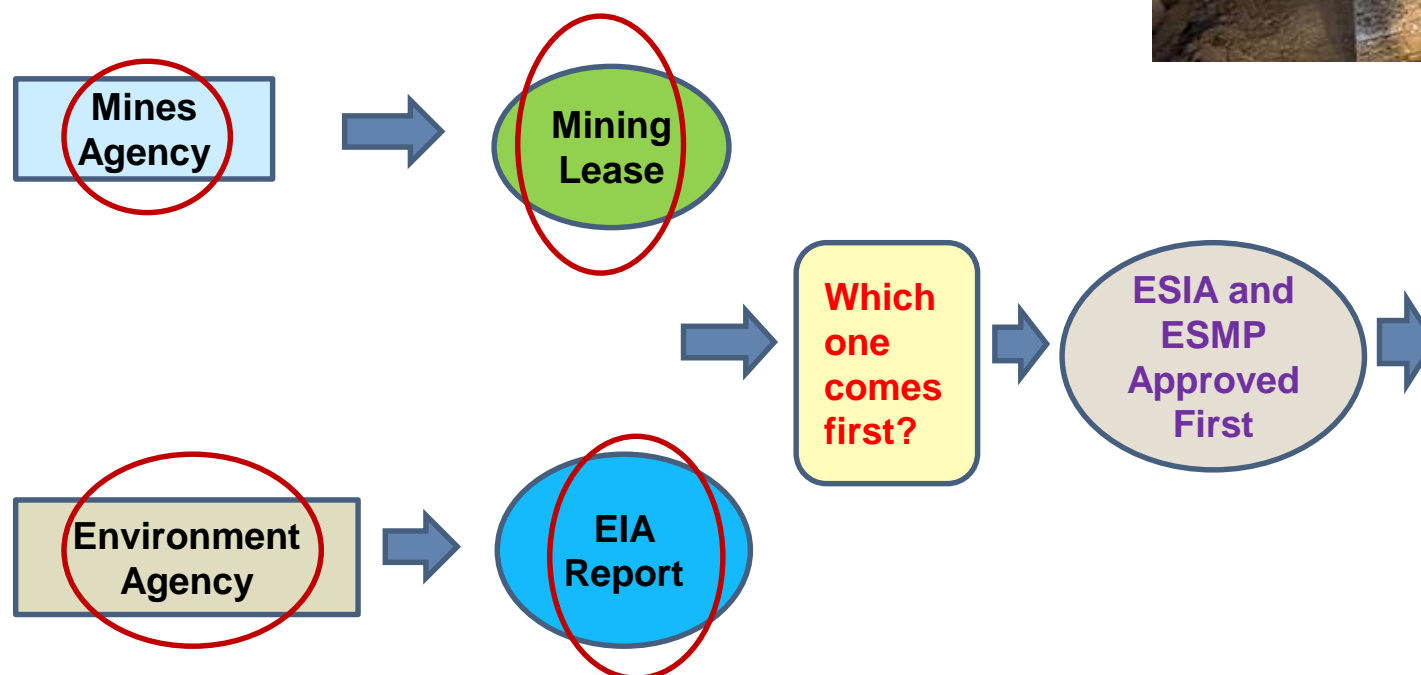 Mines
Agency
Mining
Lease
Which
one
comes
first?
ESIA and
ESMP
Approved
First
Environment
Agency
EIA
Report